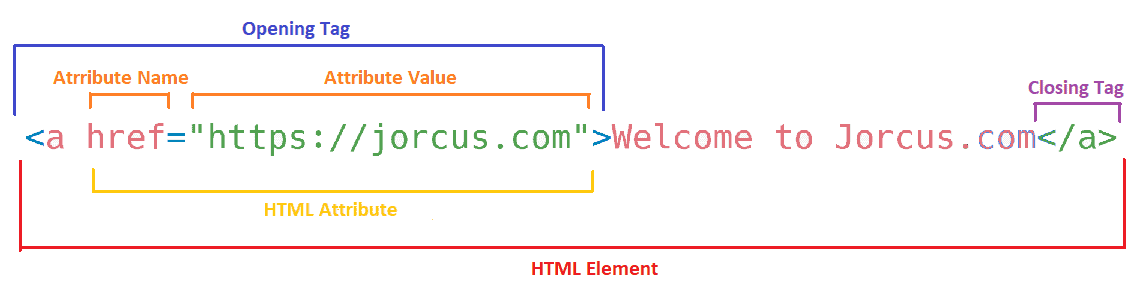 Opening Tag
Atrribute Name Attribute Value
Closing Tag
<a href="https://jorcus.com">Welcome to Jorcus.com</a>
HTML Attribute
HTML Element